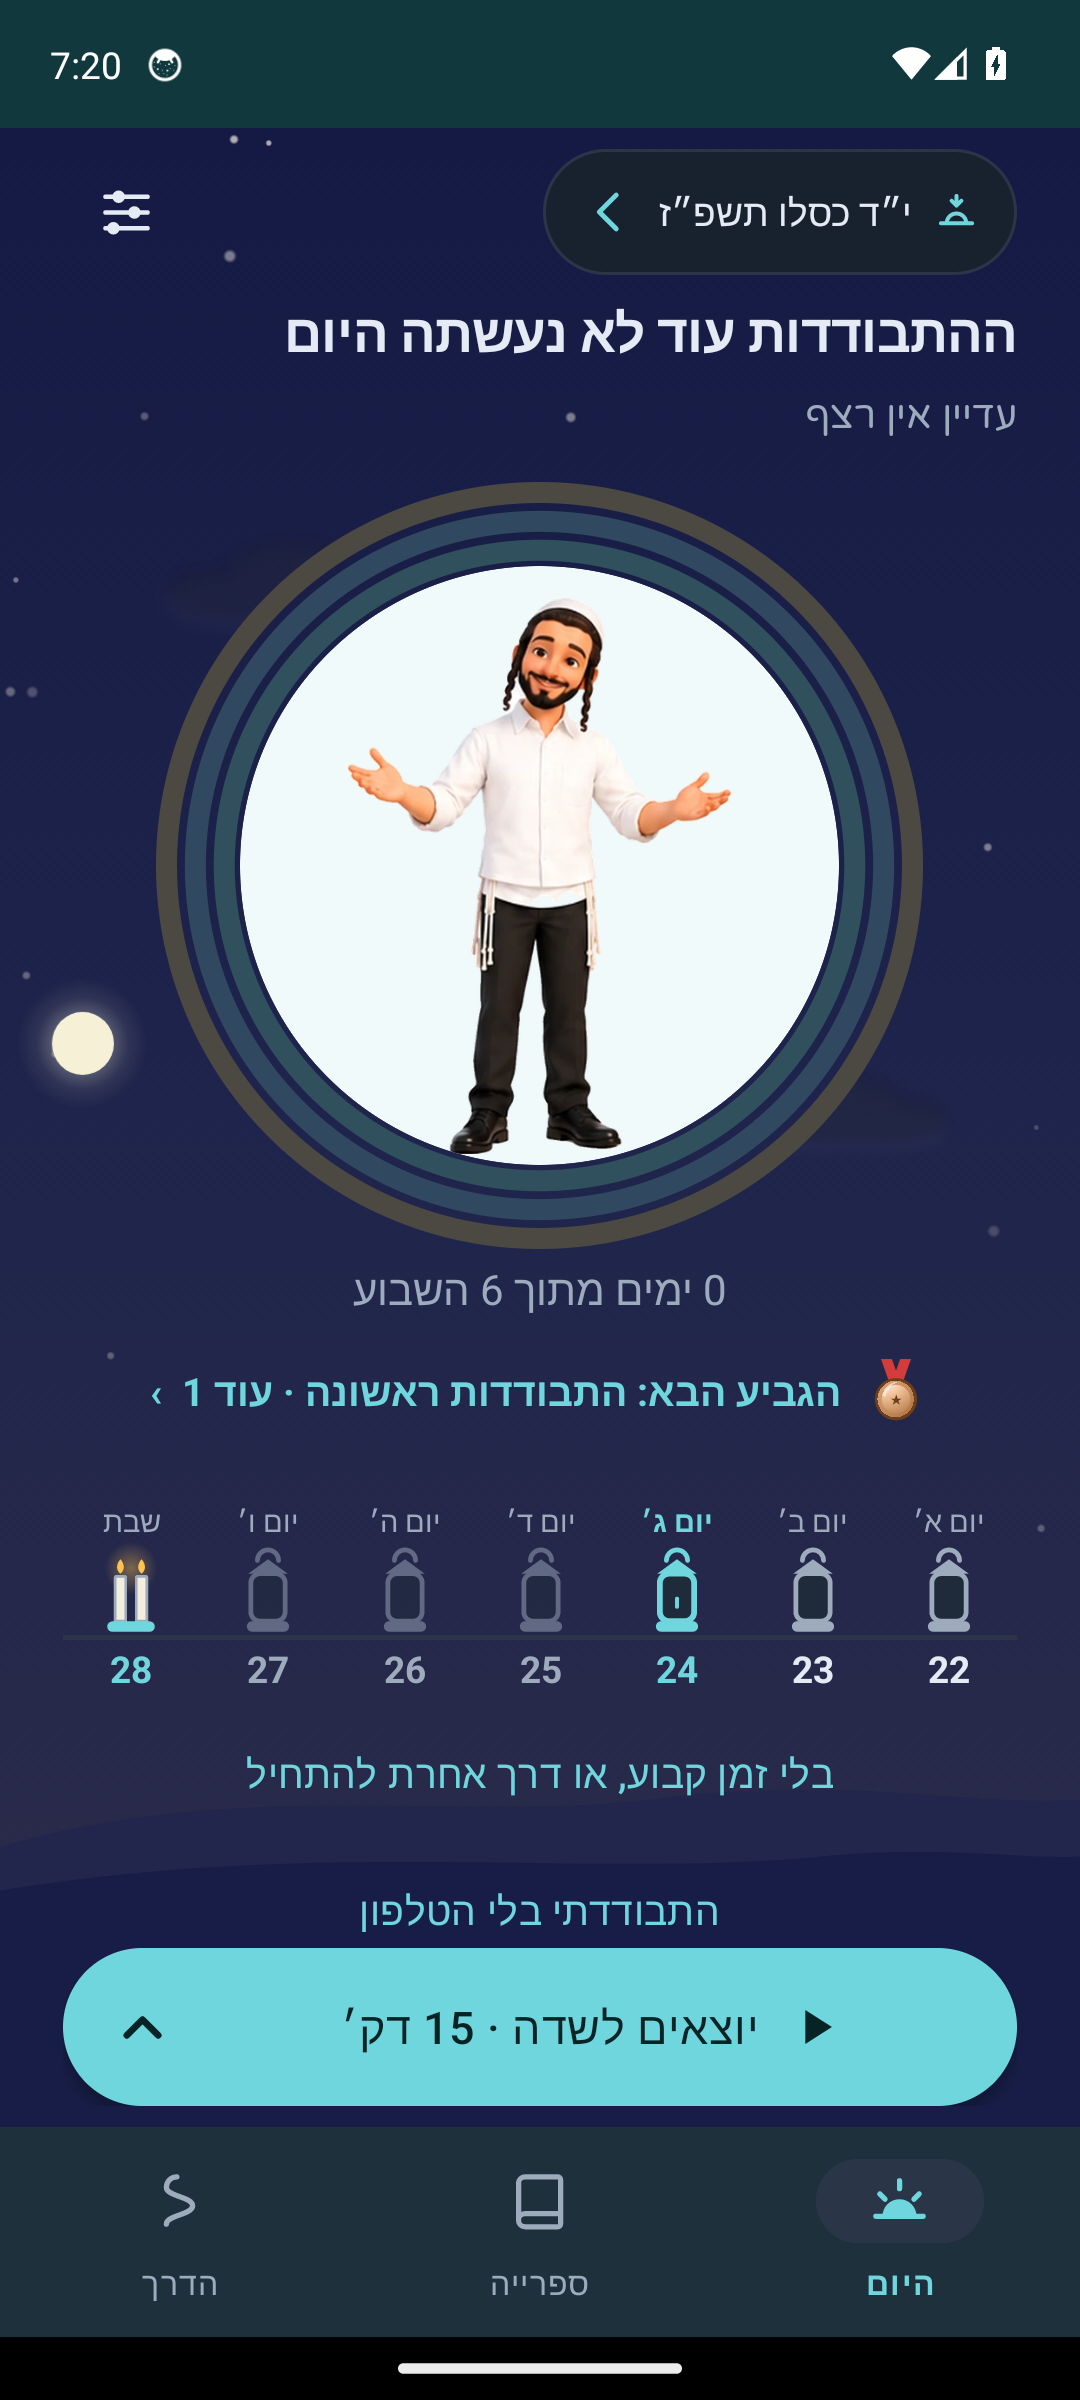 7:20
י״ד כסלו תשפ״ז
ההתבודדות עוד לא נעשתה היום
עדיין אין רצף
0 ימים מתוך 6 השבוע
הגביע הבא: התבודדות ראשונה · עוד 1 ›
יום א׳ יום ב׳ יום ג׳ יום ד׳ יום ה׳ יום ו׳ שבת
22 23 24 25 26 27 28
בלי זמן קבוע, או דרך אחרת להתחיל
התבודדתי בלי הטלפון
יוצאים לשדה · 15 דק׳
היום ספרייה הדרך